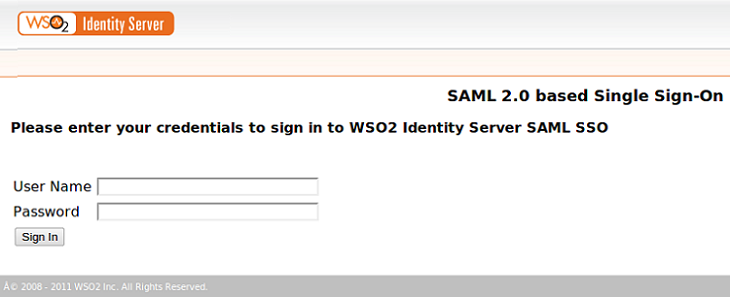 WSO2 Identity Server
SAML 2.0 based Single Sign-On
Please enter your credentials to sign in to WSO2 Identity Server SAML SSO
User Name
Password
Sign In
Â© 2008 - 2011 WSO2 Inc. All Rights Reserved.